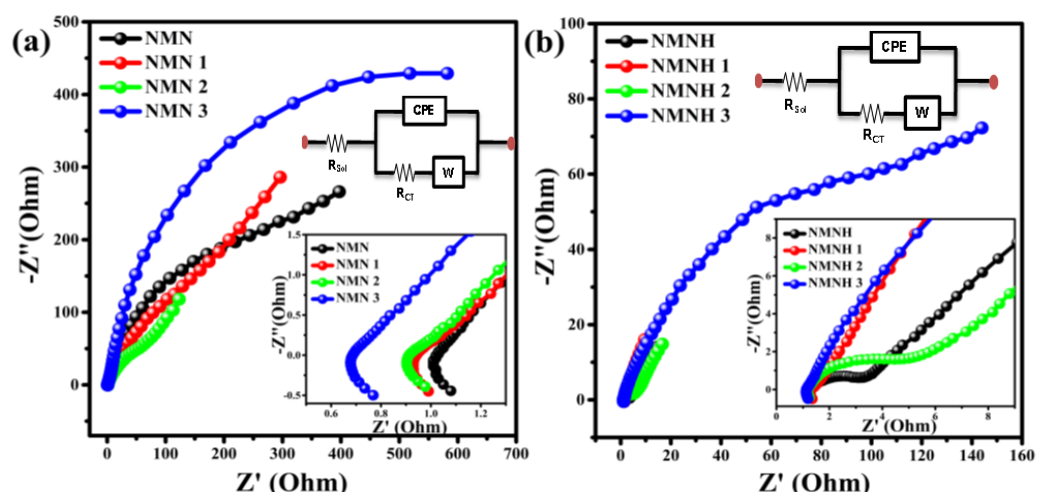 (a)
NMN
NMN 1
NMN 2
NMN 3
-Z"(Ohm)
500
400
300
200
100
0
0 100 200 300 400 500 600 700
Z' (Ohm)
CPE
R_Sol
R_CT
W
NMN
NMN 1
NMN 2
NMN 3
-Z"(Ohm)
1.5
1.0
0.5
0.0
-0.5
0.6 0.8 1.0 1.2
Z' (Ohm)
(b)
NMNH
NMNH 1
NMNH 2
NMNH 3
-Z"(Ohm)
100
80
60
40
20
0
0 20 40 60 80 100 120 140 160
Z' (Ohm)
CPE
R_Sol
R_CT
W
NMNH
NMNH 1
NMNH 2
NMNH 3
-Z"(Ohm)
8
6
4
2
0
2 4 6 8
Z' (Ohm)